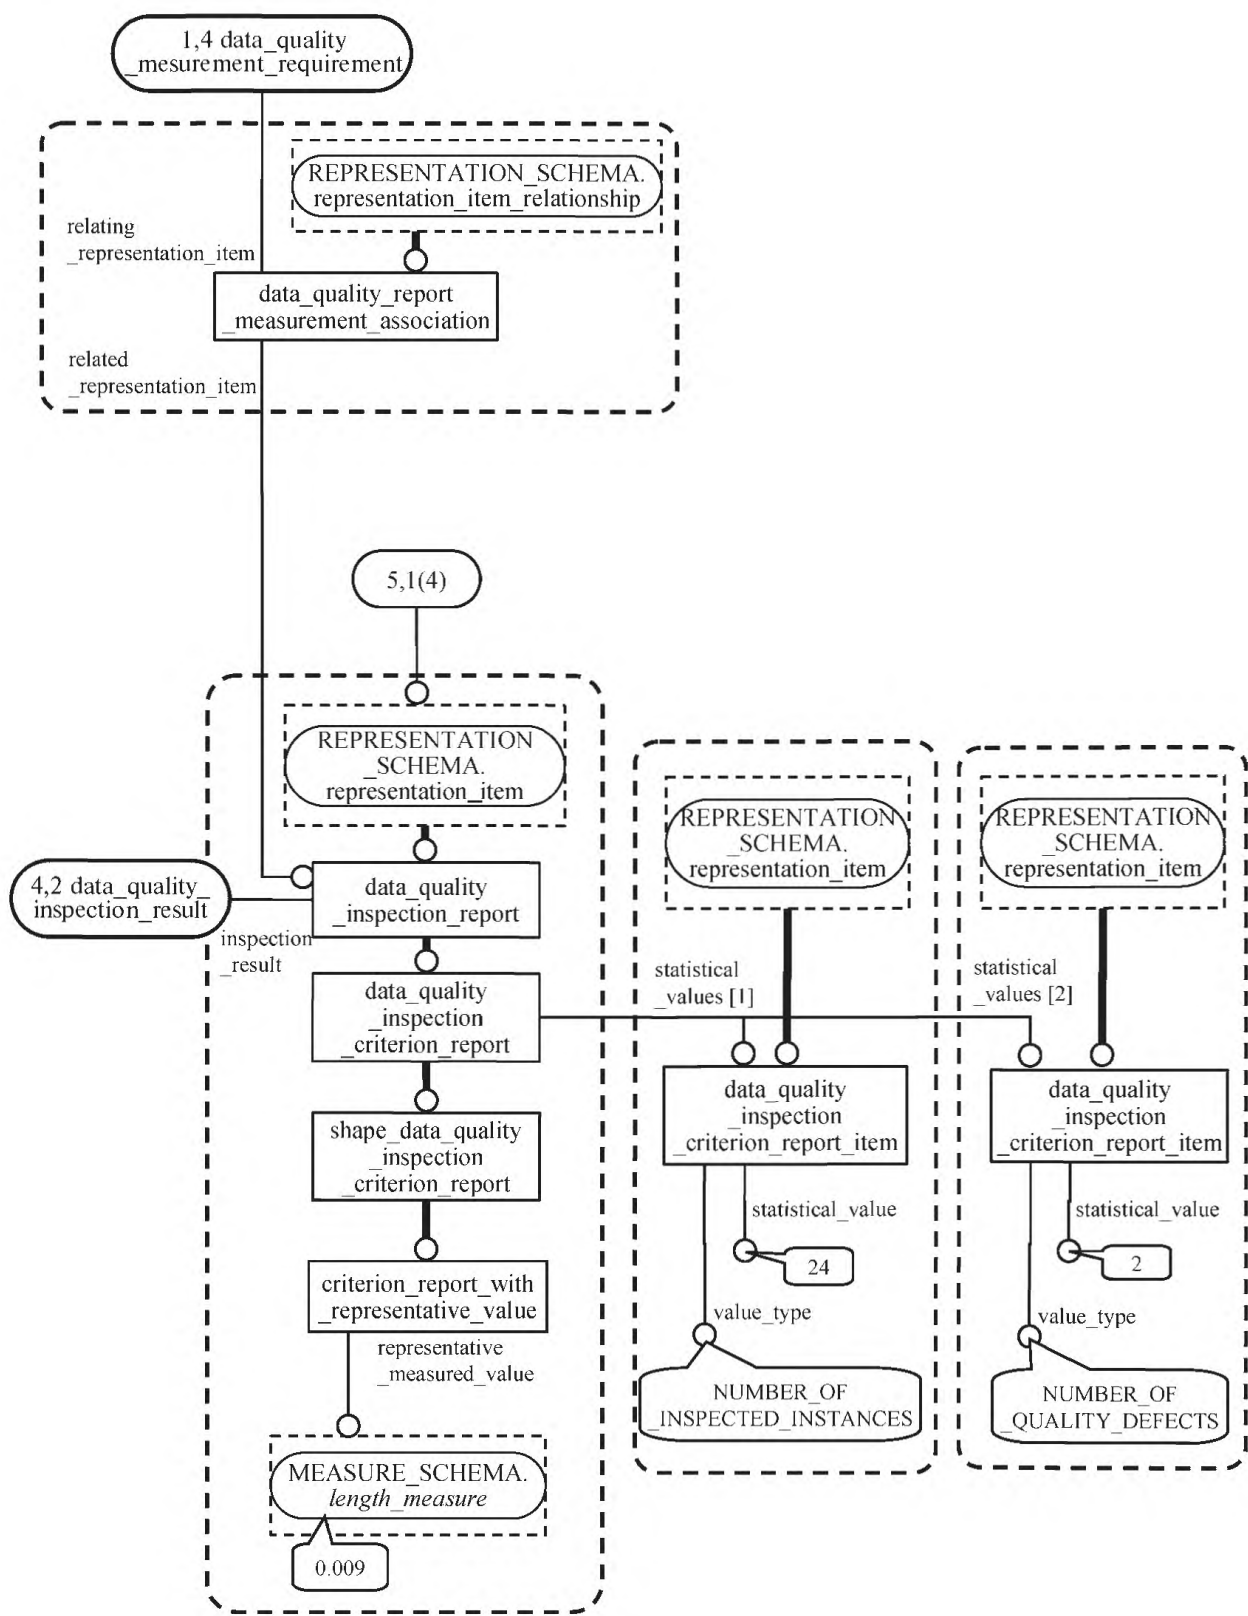 1,4 data_quality
_mesurement_requirement
REPRESENTATION_SCHEMA.
representation_item_relationship
relating
_representation_item
data_quality_report
_measurement_association
related
_representation_item
5,1(4)
REPRESENTATION
_SCHEMA.
representation_item
REPRESENTATION
_SCHEMA.
representation_item
REPRESENTATION
_SCHEMA.
representation_item
4,2 data_quality_
inspection_result
data_quality
_inspection_report
inspection
_result
data_quality
_inspection
_criterion_report
statistical
_values [1]
statistical
_values [2]
data_quality
_inspection
_criterion_report_item
data_quality
_inspection
_criterion_report_item
shape_data_quality
_inspection
_criterion_report
statistical_value
24
statistical_value
2
criterion_report_with
_representative_value
value_type
value_type
representative
_measured_value
NUMBER_OF
_INSPECTED_INSTANCES
NUMBER_OF
_QUALITY_DEFECTS
MEASURE_SCHEMA.
length_measure
0.009